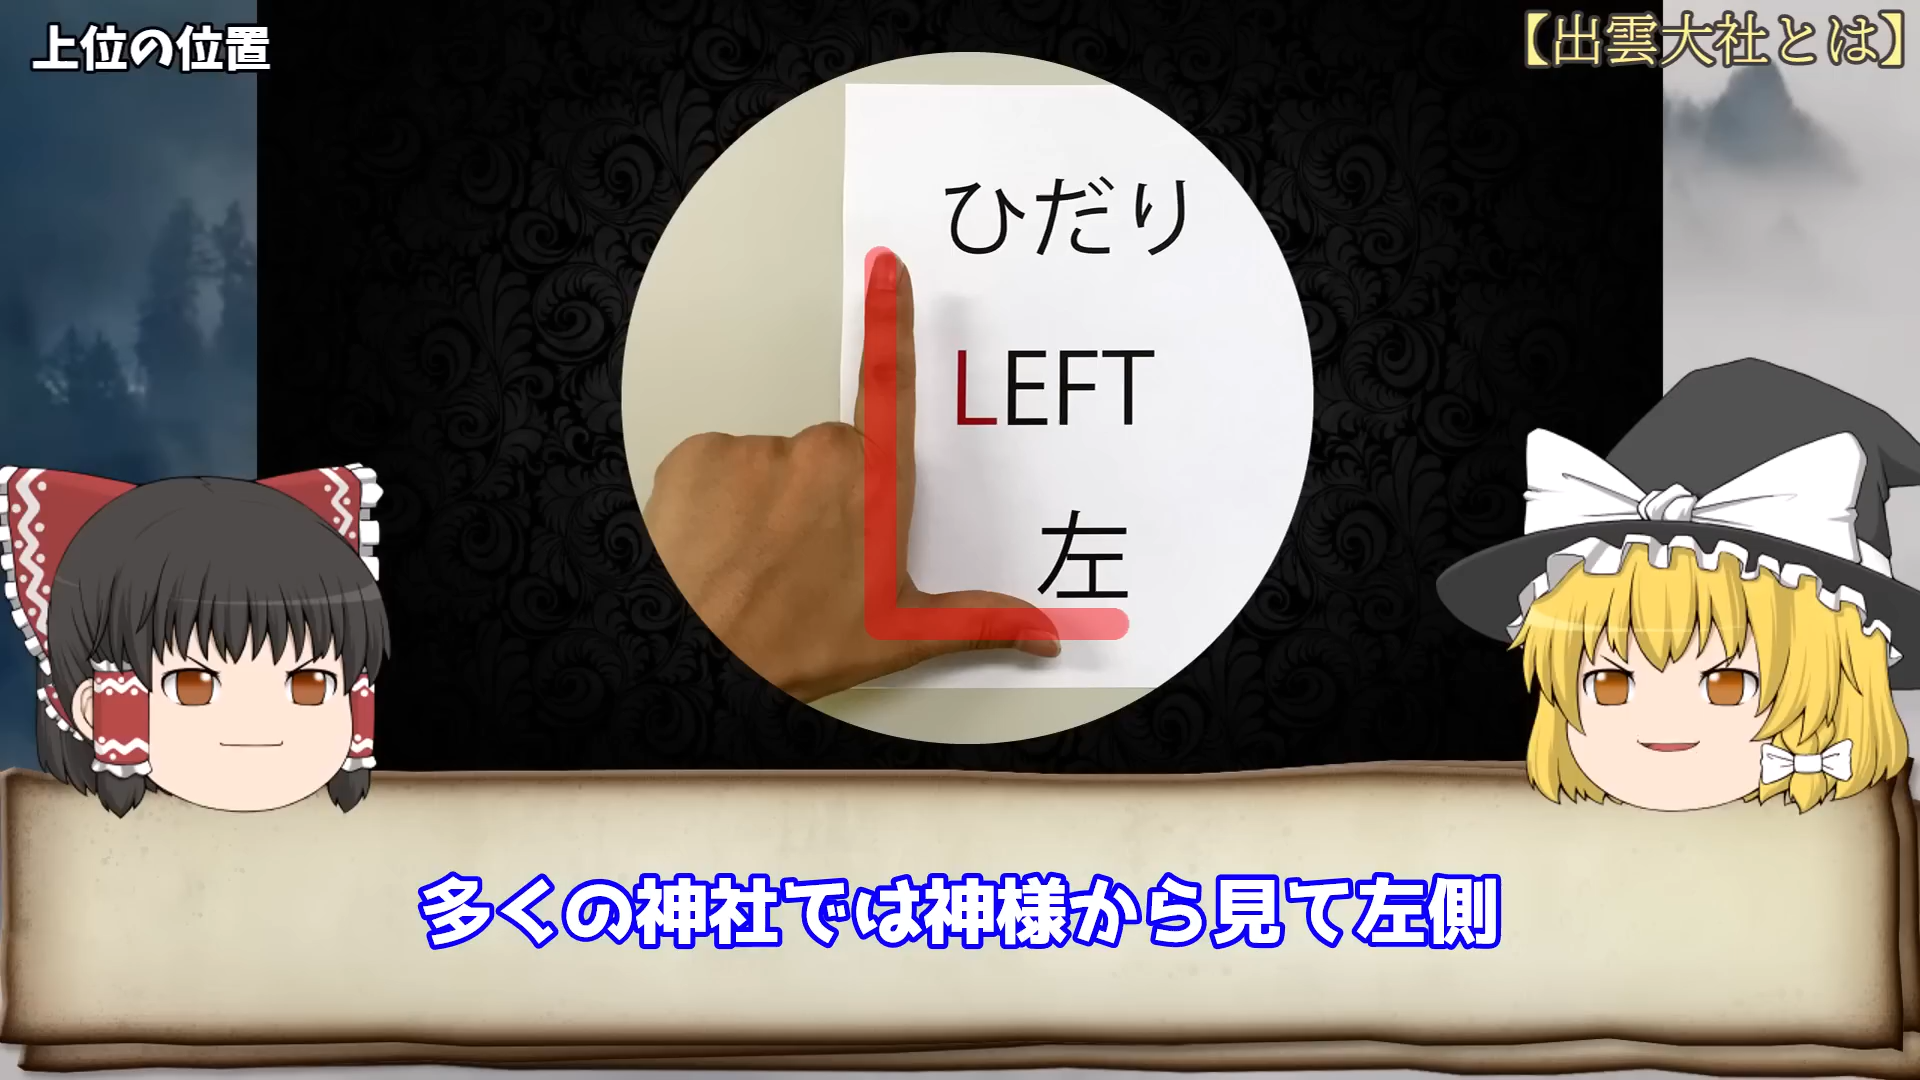 上位の位置
【出雲大社とは】
ひだり
LEFT
左
多くの神社では神様から見て左側